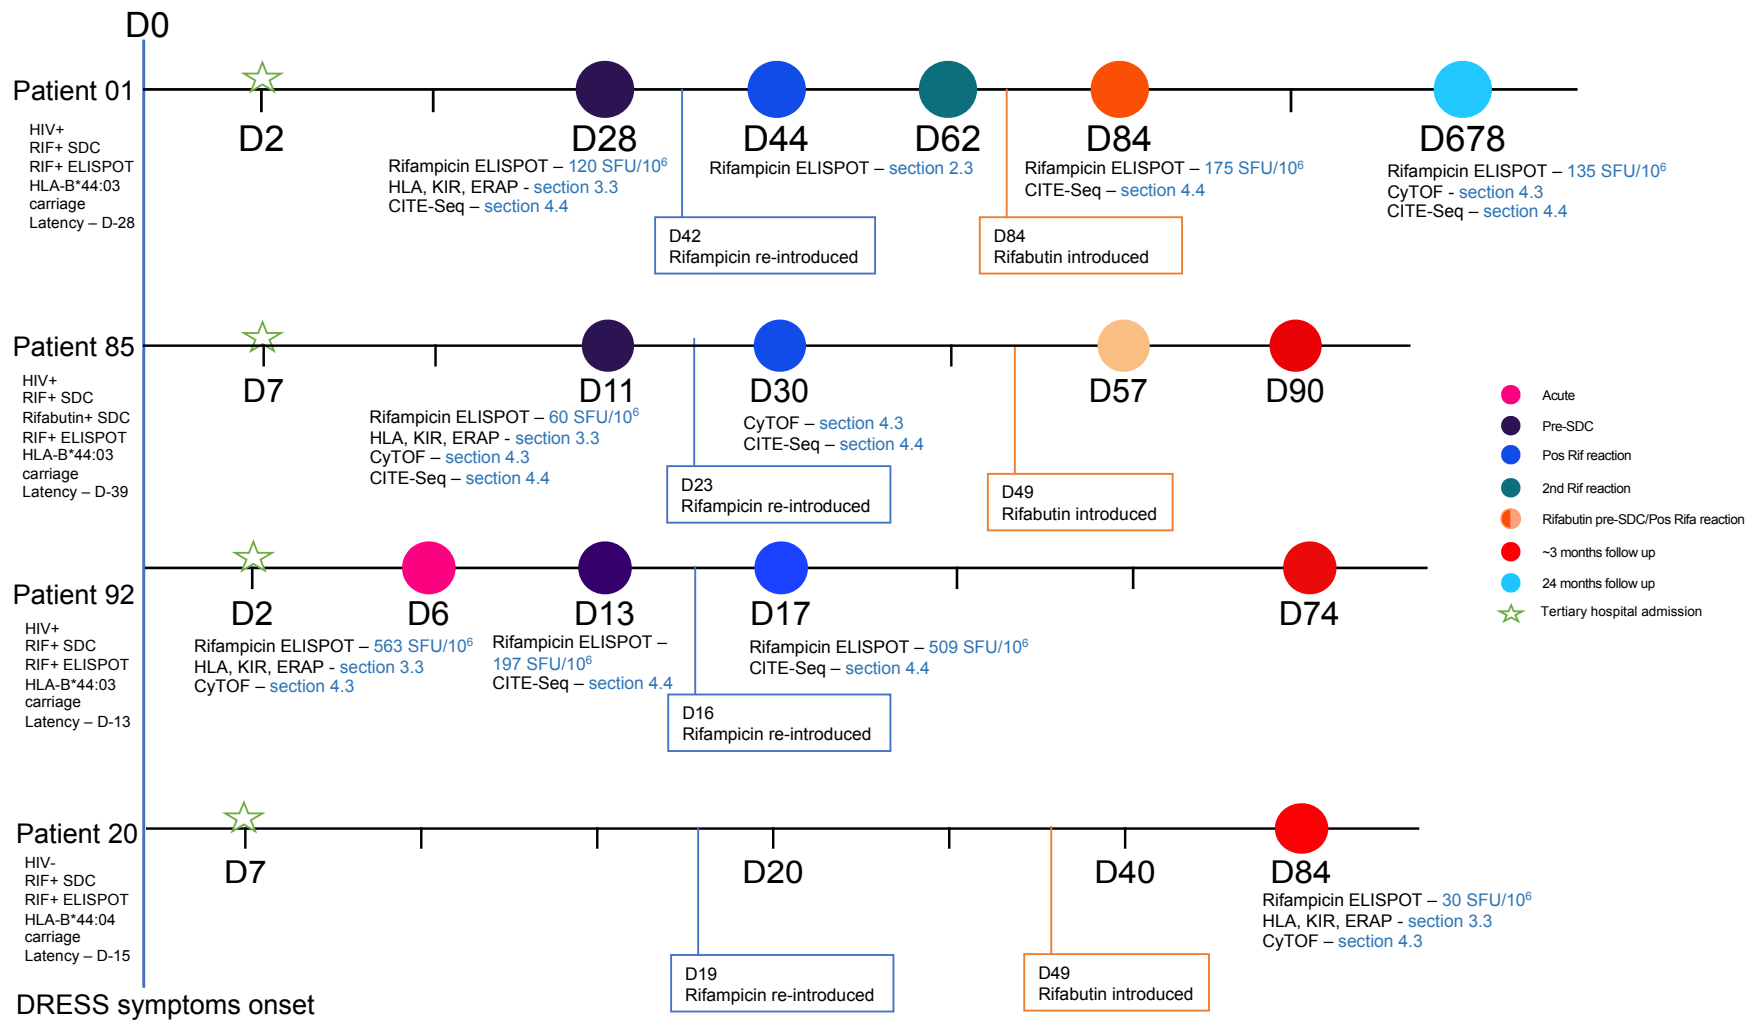 D0
Patient 01
HIV+
RIF+ SDC
RIF+ ELISPOT
HLA-B*44:03
carriage
Latency – D-28
D2
D28
Rifampicin ELISPOT – 120 SFU/10⁶
HLA, KIR, ERAP - section 3.3
CITE-Seq – section 4.4
D42
Rifampicin re-introduced
D44
Rifampicin ELISPOT – section 2.3
D62
D84
Rifabutin introduced
D84
Rifampicin ELISPOT – 175 SFU/10⁶
CITE-Seq – section 4.4
D678
Rifampicin ELISPOT – 135 SFU/10⁶
CyTOF - section 4.3
CITE-Seq – section 4.4
Patient 85
HIV+
RIF+ SDC
Rifabutin+ SDC
RIF+ ELISPOT
HLA-B*44:03
carriage
Latency – D-39
D7
D11
Rifampicin ELISPOT – 60 SFU/10⁶
HLA, KIR, ERAP - section 3.3
CyTOF – section 4.3
CITE-Seq – section 4.4
D23
Rifampicin re-introduced
D30
CyTOF – section 4.3
CITE-Seq – section 4.4
D49
Rifabutin introduced
D57
D90
Patient 92
HIV+
RIF+ SDC
RIF+ ELISPOT
HLA-B*44:03
carriage
Latency – D-13
D2
D6
Rifampicin ELISPOT – 563 SFU/10⁶
HLA, KIR, ERAP - section 3.3
CyTOF – section 4.3
D13
Rifampicin ELISPOT –
197 SFU/10⁶
CITE-Seq – section 4.4
D16
Rifampicin re-introduced
D17
Rifampicin ELISPOT – 509 SFU/10⁶
CITE-Seq – section 4.4
D74
Patient 20
HIV-
RIF+ SDC
RIF+ ELISPOT
HLA-B*44:04
carriage
Latency – D-15
D7
D19
Rifampicin re-introduced
D20
D49
Rifabutin introduced
D40
D84
Rifampicin ELISPOT – 30 SFU/10⁶
HLA, KIR, ERAP - section 3.3
CyTOF – section 4.3
DRESS symptoms onset
Acute
Pre-SDC
Pos Rif reaction
2nd Rif reaction
Rifabutin pre-SDC/Pos Rifa reaction
~3 months follow up
24 months follow up
Tertiary hospital admission